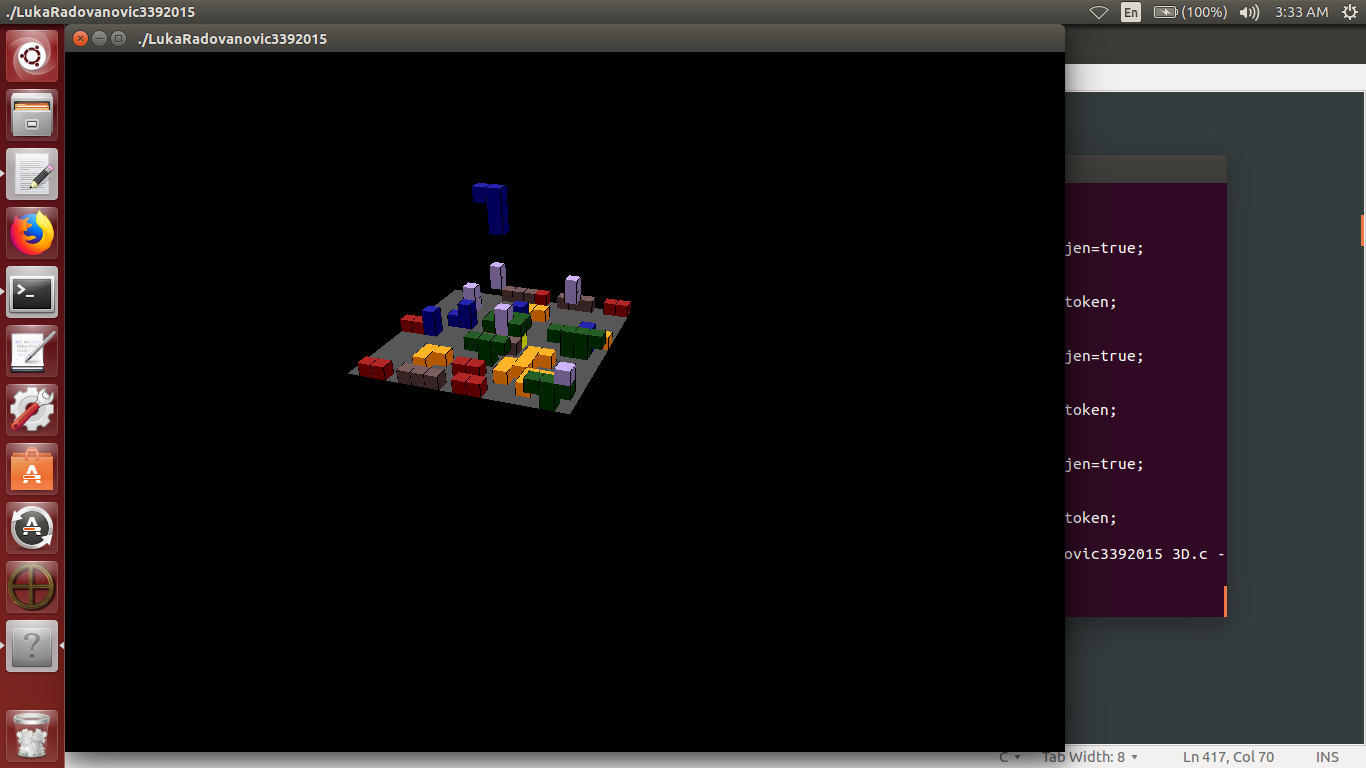 ./LukaRadovanovic3392015
En
(100%)
3:33 AM
./LukaRadovanovic3392015
jen=true;
token;
jen=true;
token;
jen=true;
token;
ovic3392015 3D.c -
C
Tab Width: 8
Ln 417, Col 70
INS